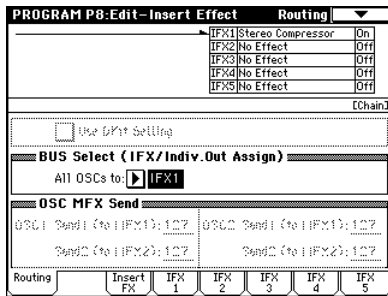 PROGRAM P8:Edit-Insert Effect Routing
IFX1 Stereo Compressor On
IFX2 No Effect Off
IFX3 No Effect Off
IFX4 No Effect Off
IFX5 No Effect Off
[Chain]
Use DKit Setting
BUS Select (IFX/Indiv.Out Assign)
All OSCs to: IFX1
OSC MFX Send
OSC1 Send1 (to MFX1): 127 OSC2 Send1 (to MFX1): 127
Send2 (to MFX2): 127 Send2 (to MFX2): 127
Routing Insert FX IFX 1 IFX 2 IFX 3 IFX 4 IFX 5